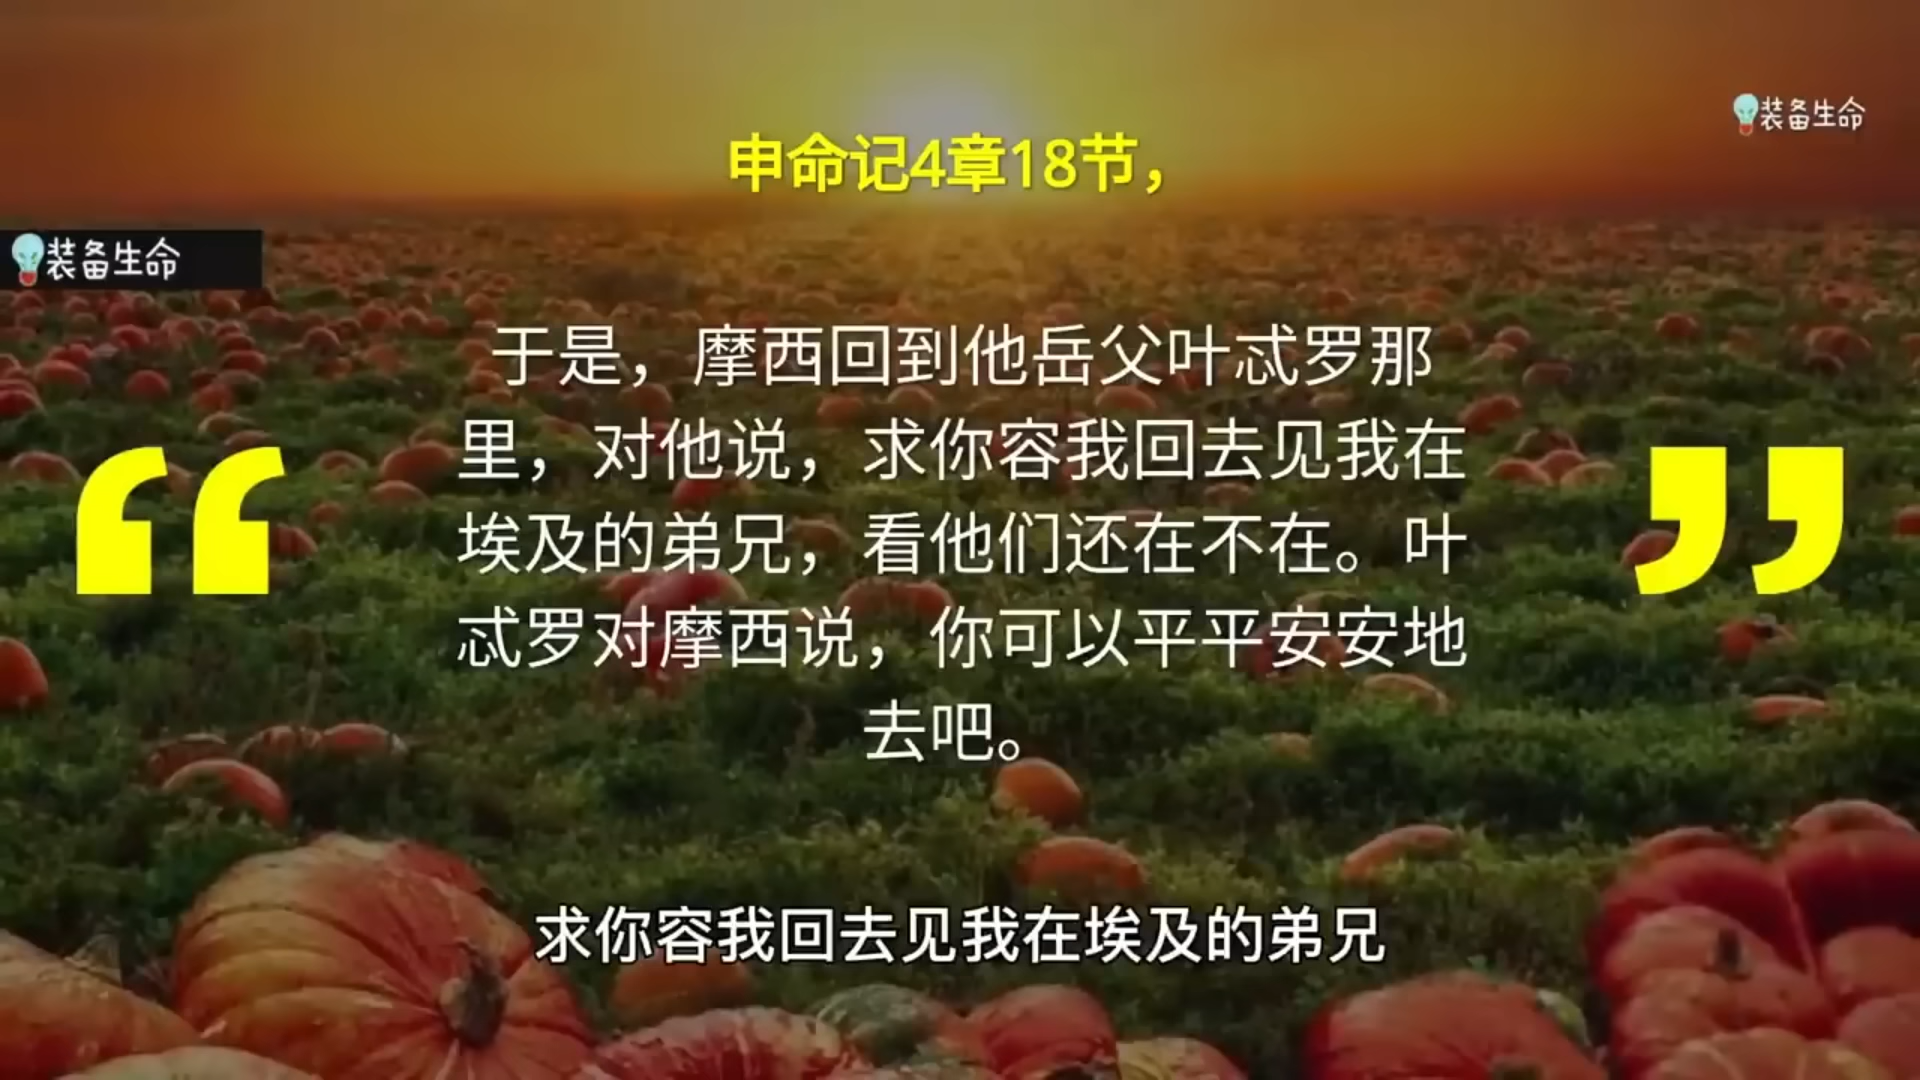 装备生命
申命记4章18节，
装备生命
于是，摩西回到他岳父叶忒罗那
里，对他说，求你容我回去见我在
埃及的弟兄，看他们还在不在。叶
忒罗对摩西说，你可以平平安安地
去吧。
求你容我回去见我在埃及的弟兄